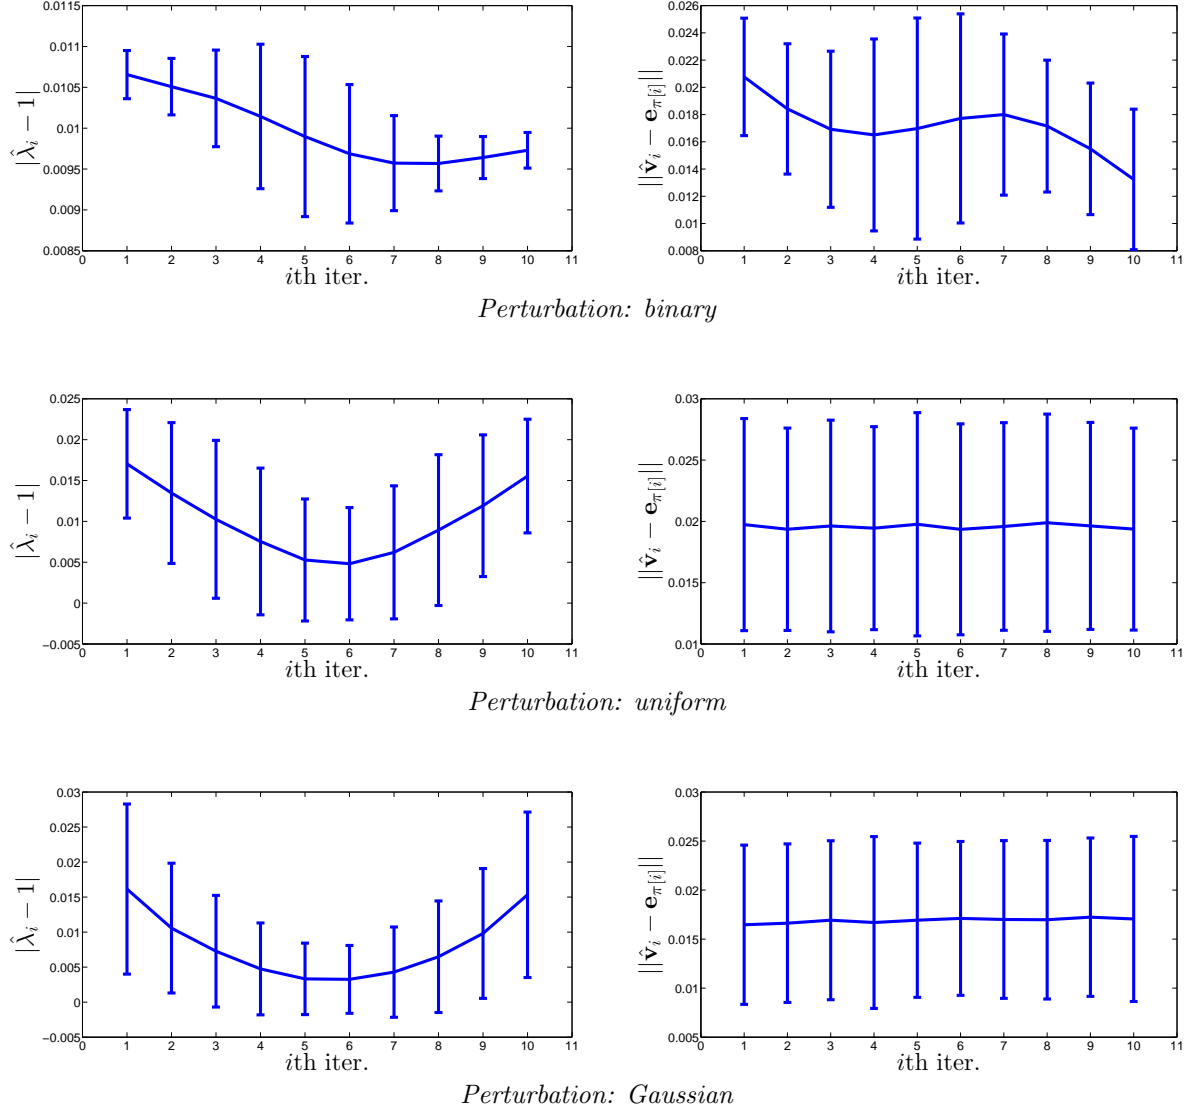 0.0115
0.011
0.0105
0.01
0.0095
0.009
0.0085
0 1 2 3 4 5 6 7 8 9 10 11
|λ̂_i − 1|
ith iter.
0.026
0.022
0.02
0.018
0.016
0.014
0.012
0.01
0.008
0 1 2 3 4 5 6 7 8 9 10 11
||v̂_i − e_π[i]||
ith iter.
Perturbation: binary
0.025
0.02
0.015
0.01
0.005
0
−0.005
0 1 2 3 4 5 6 7 8 9 10 11
|λ̂_i − 1|
ith iter.
0.03
0.025
0.02
0.015
0.01
0 1 2 3 4 5 6 7 8 9 10 11
||v̂_i − e_π[i]||
ith iter.
Perturbation: uniform
0.03
0.025
0.02
0.015
0.01
0.005
0
−0.005
0 1 2 3 4 5 6 7 8 9 10 11
|λ̂_i − 1|
ith iter.
0.03
0.025
0.02
0.015
0.01
0.005
0 1 2 3 4 5 6 7 8 9 10 11
||v̂_i − e_π[i]||
ith iter.
Perturbation: Gaussian